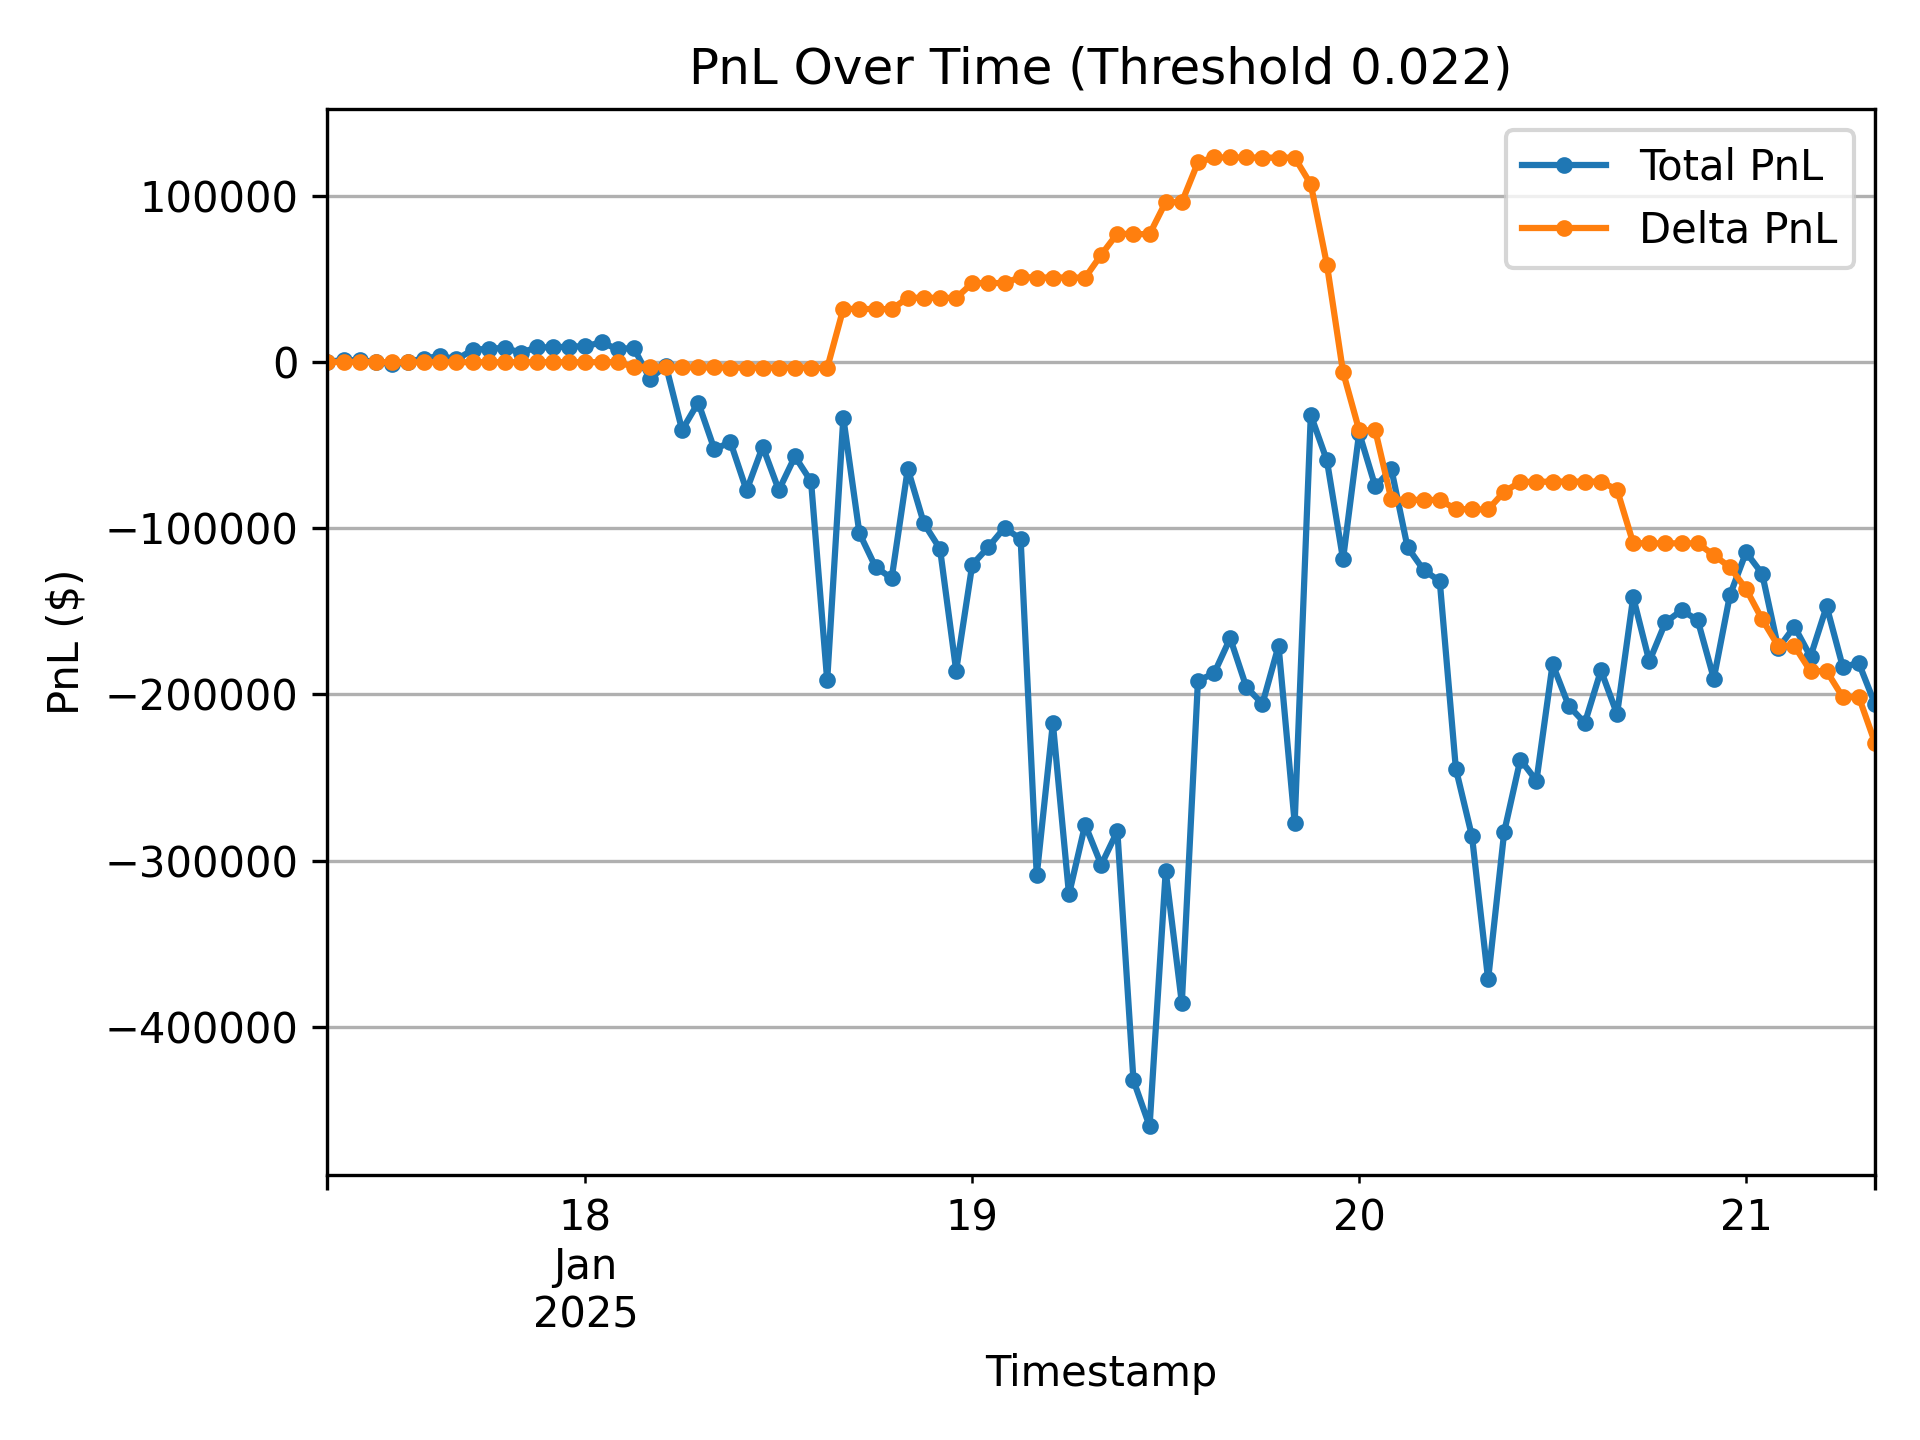 PnL Over Time (Threshold 0.022)
Total PnL
Delta PnL
100000
0
−100000
−200000
−300000
−400000
PnL ($)
18
19
20
21
Jan
2025
Timestamp